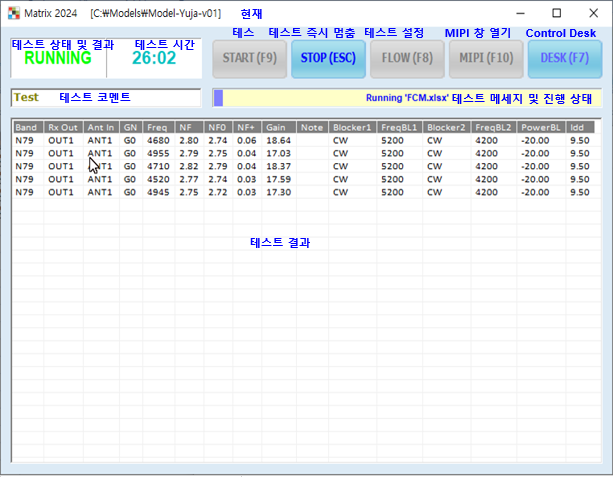 Matrix 2024 [C:₩Models₩Model-Yuja-v01] 현재
테스트 상태 및 결과 테스트 시간 테스 테스트 즉시 멈춤 테스트 설정 MIPI 창 열기 Control Desk
RUNNING 26:02 START (F9) STOP (ESC) FLOW (F8) MIPI (F10) DESK (F7)
Test 테스트 코멘트 Running 'FCM.xlsx' 테스트 메세지 및 진행 상태
Band Rx Out Ant In GN Freq NF NF0 NF+ Gain Note Blocker1 FreqBL1 Blocker2 FreqBL2 PowerBL Idd
N79 OUT1 ANT1 G0 4680 2.80 2.74 0.06 18.64 CW 5200 CW 4200 -20.00 9.50
N79 OUT1 ANT1 G0 4955 2.79 2.75 0.04 17.03 CW 5200 CW 4200 -20.00 9.50
N79 OUT1 ANT1 G0 4710 2.82 2.79 0.04 18.37 CW 5200 CW 4200 -20.00 9.50
N79 OUT1 ANT1 G0 4520 2.77 2.74 0.03 17.59 CW 5200 CW 4200 -20.00 9.50
N79 OUT1 ANT1 G0 4945 2.75 2.72 0.03 17.30 CW 5200 CW 4200 -20.00 9.50
테스트 결과